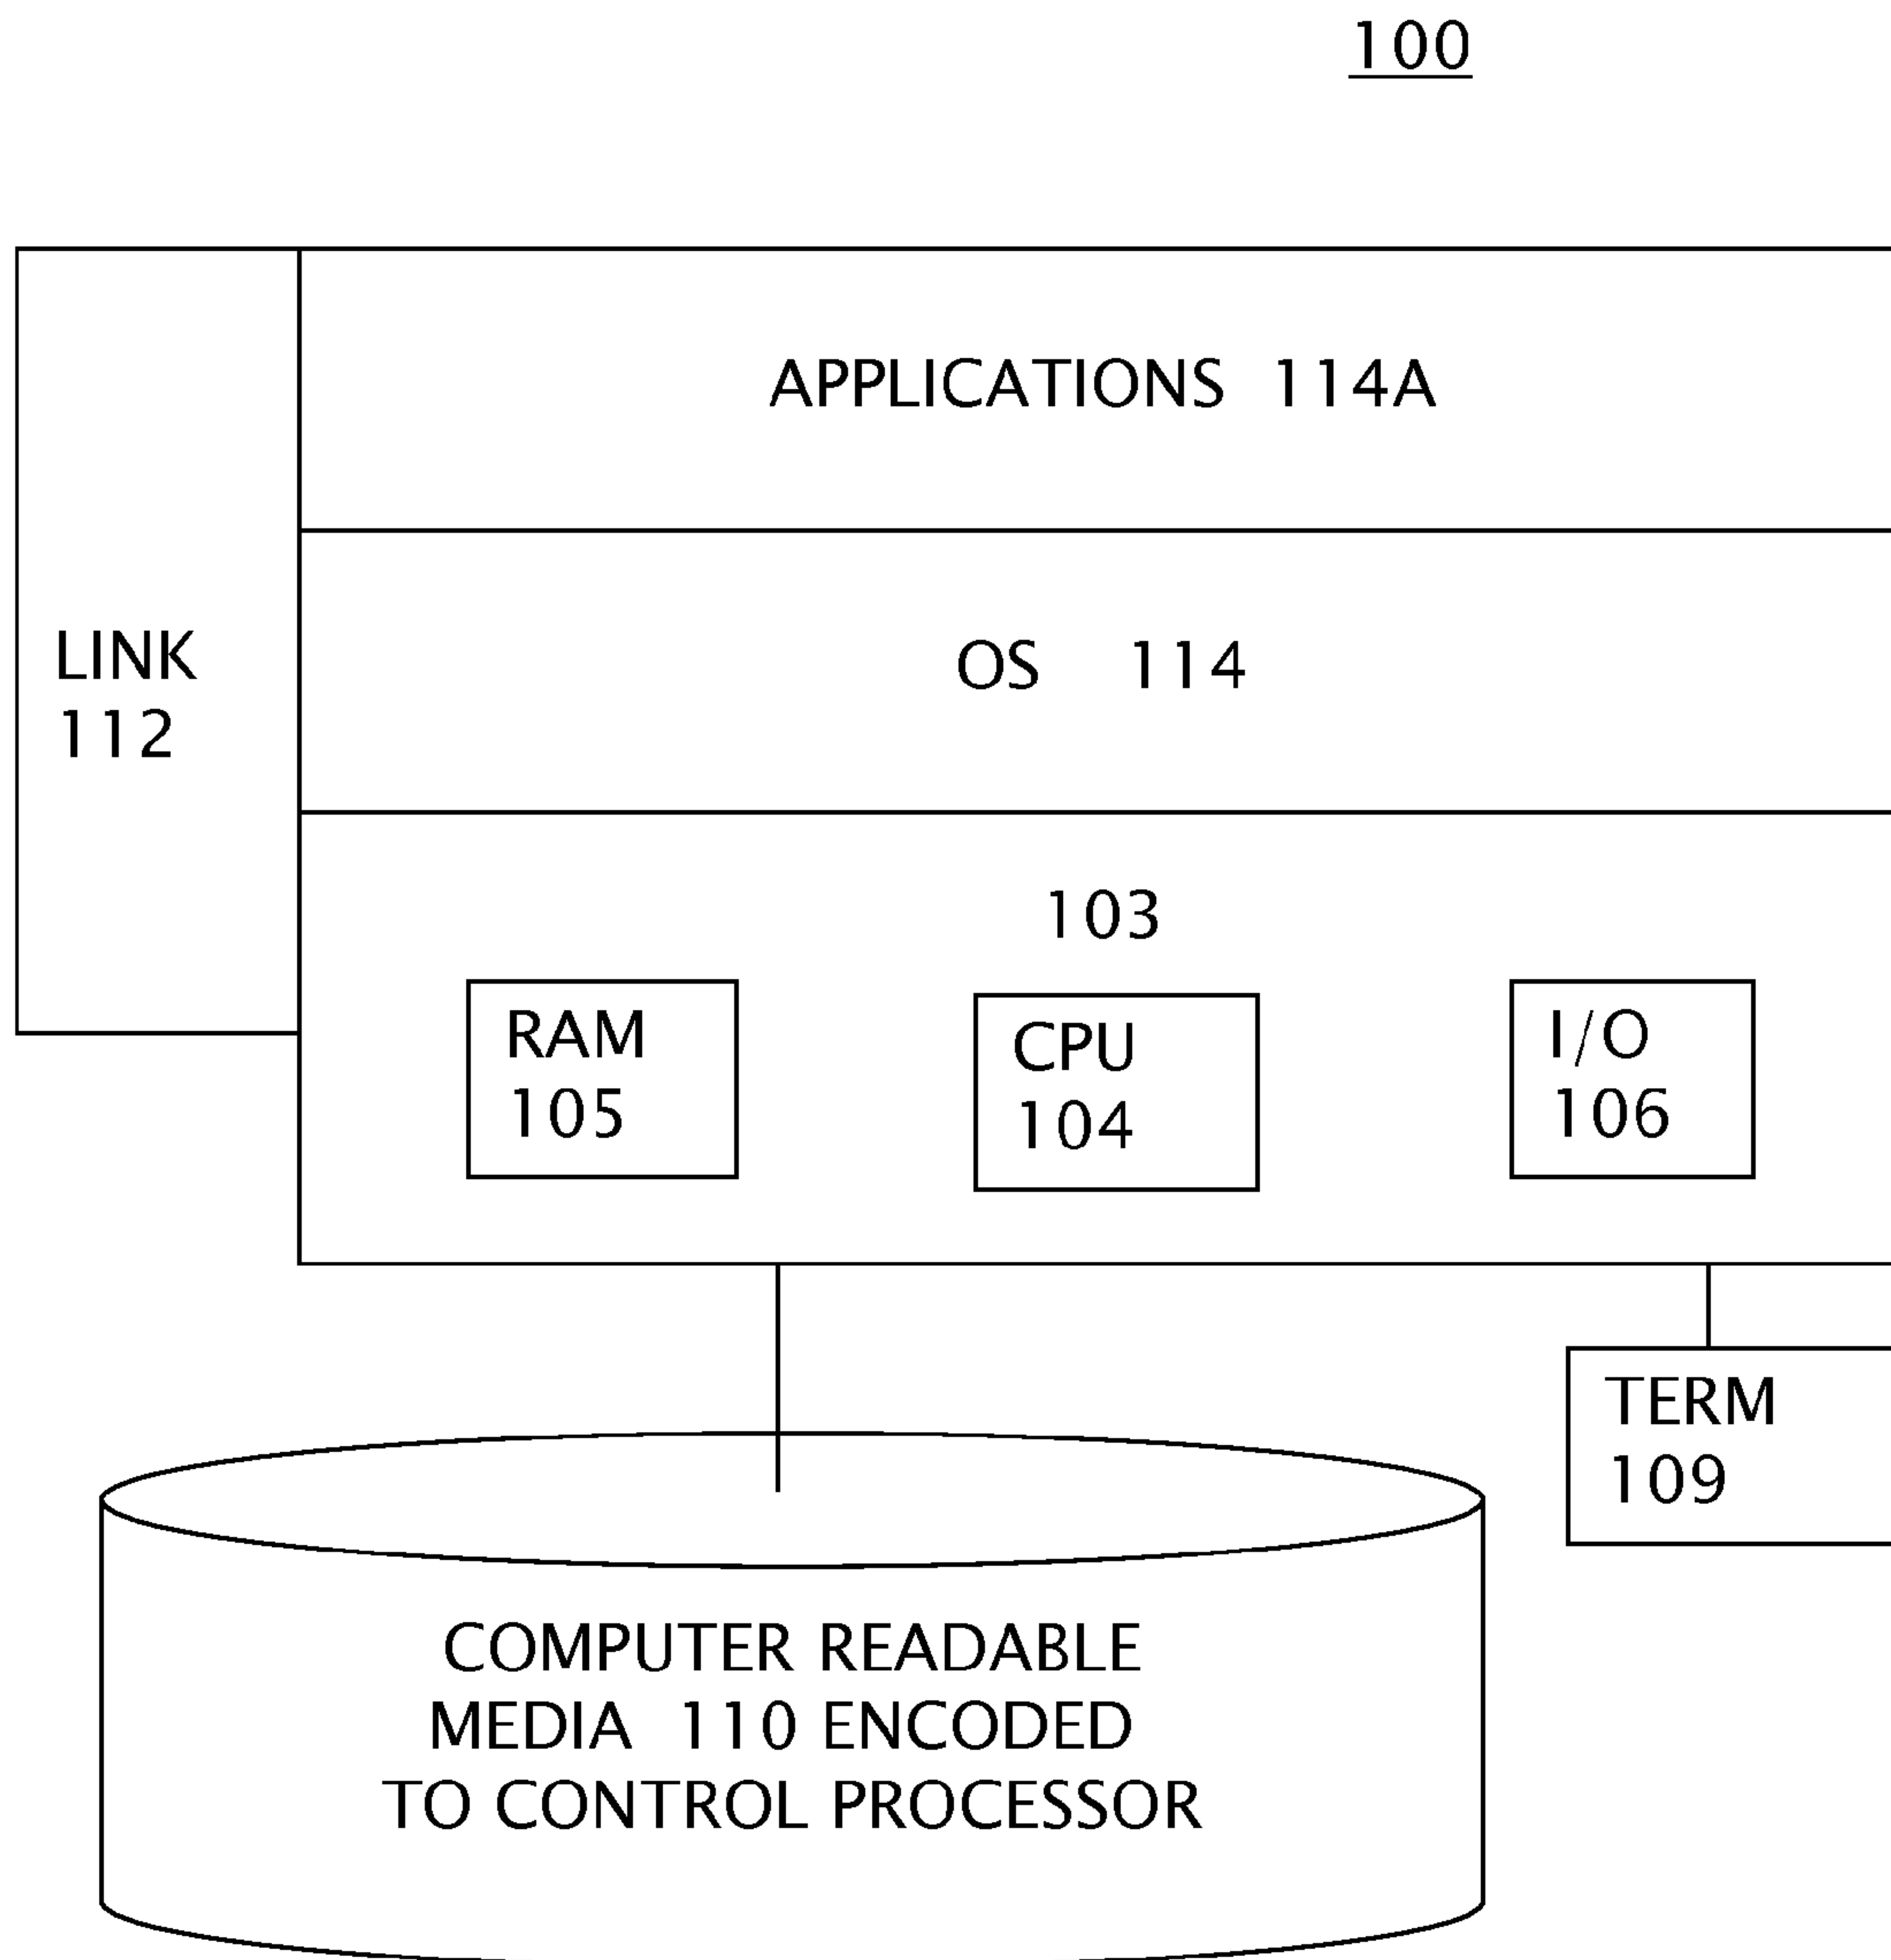 100
APPLICATIONS 114A
OS 114
LINK
112
103
RAM
105
CPU
104
I/O
106
TERM
109
COMPUTER READABLE
MEDIA 110 ENCODED
TO CONTROL PROCESSOR